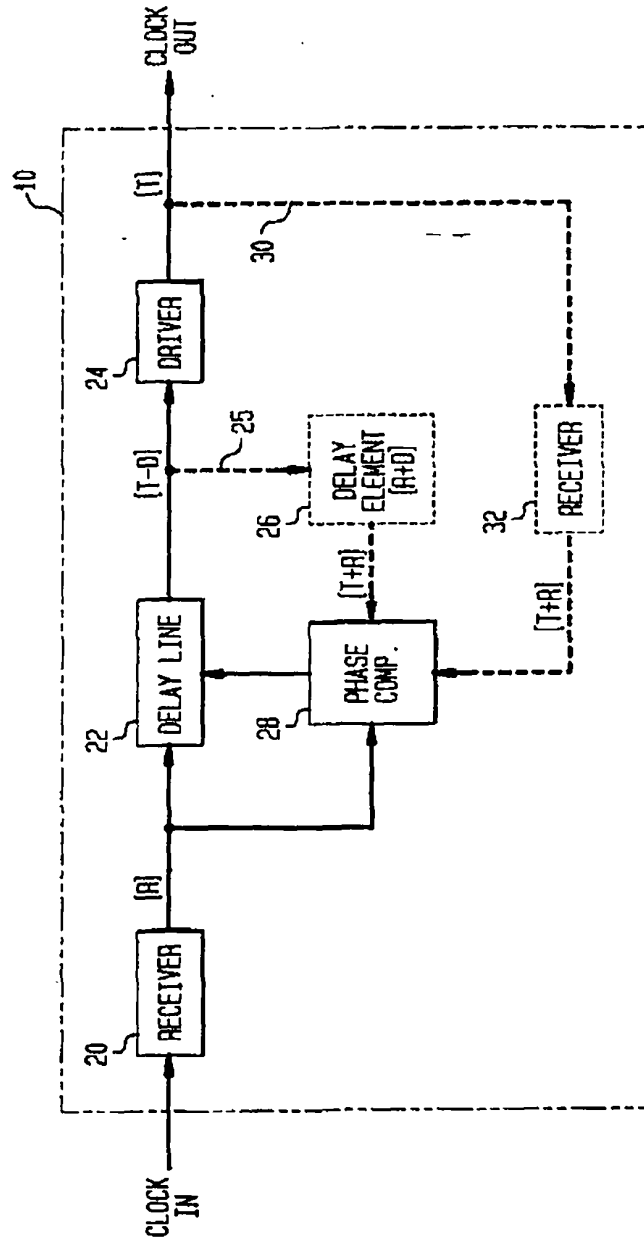 10
CLOCK
IN
20
RECEIVER
[R]
22
DELAY LINE
[T-D]
24
DRIVER
[T]
CLOCK
OUT
25
26
DELAY
ELEMENT
[R+D]
[T+R]
28
PHASE
COMP.
30
32
RECEIVER
[T+R]